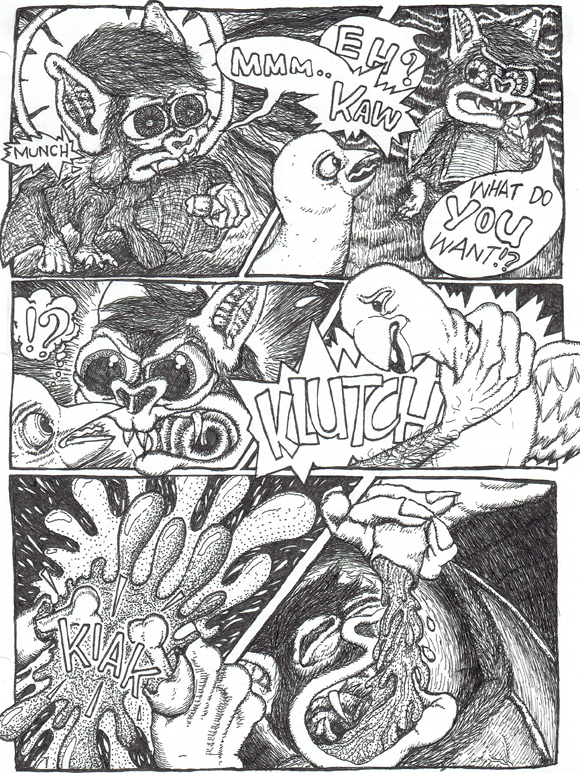 MUNCH
MMM..
EH?
KAW
WHAT DO
YOU
WANT!?
!?
KLUTCH
KIAK